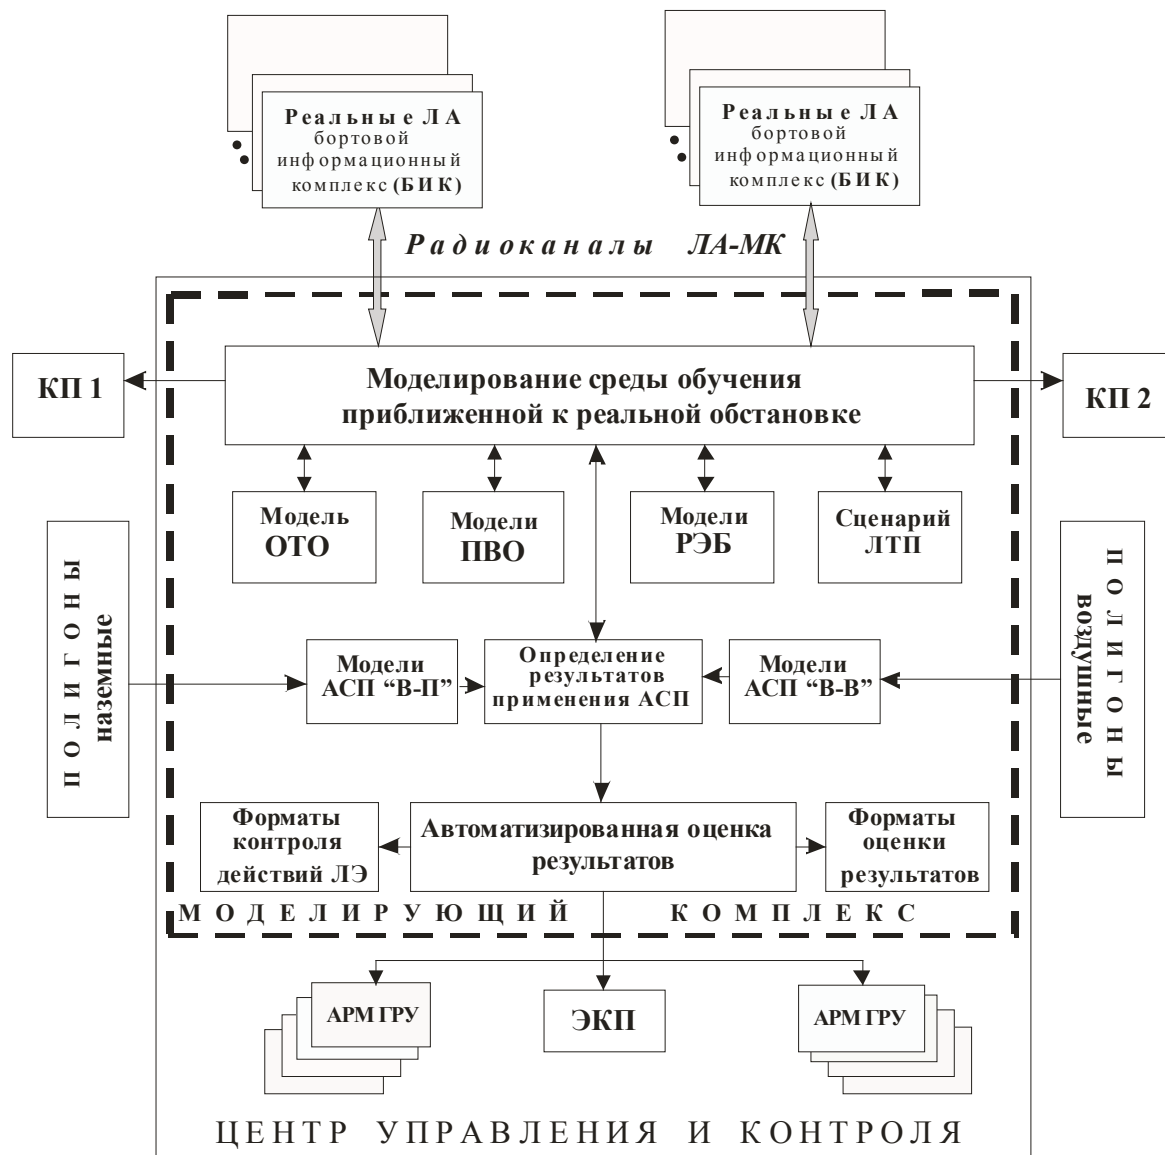 Реальные ЛА
бортовой
информационный
комплекс (БИК)
Реальные ЛА
бортовой
информационный
комплекс (БИК)
Радиоканалы ЛА-МК
КП 1
Моделирование среды обучения
приближенной к реальной обстановке
КП 2
Модель
ОТО
Модели
ПВО
Модели
РЭБ
Сценарий
ЛТП
ПОЛИГОНЫ
наземные
Модели
АСП “В-П”
Определение
результатов
применения АСП
Модели
АСП “В-В”
ПОЛИГОНЫ
воздушные
Форматы
контроля
действий ЛЭ
Автоматизированная оценка
результатов
Форматы
оценки
результатов
МОДЕЛИРУЮЩИЙ КОМПЛЕКС
АРМ ГРУ
ЭКП
АРМ ГРУ
ЦЕНТР УПРАВЛЕНИЯ И КОНТРОЛЯ